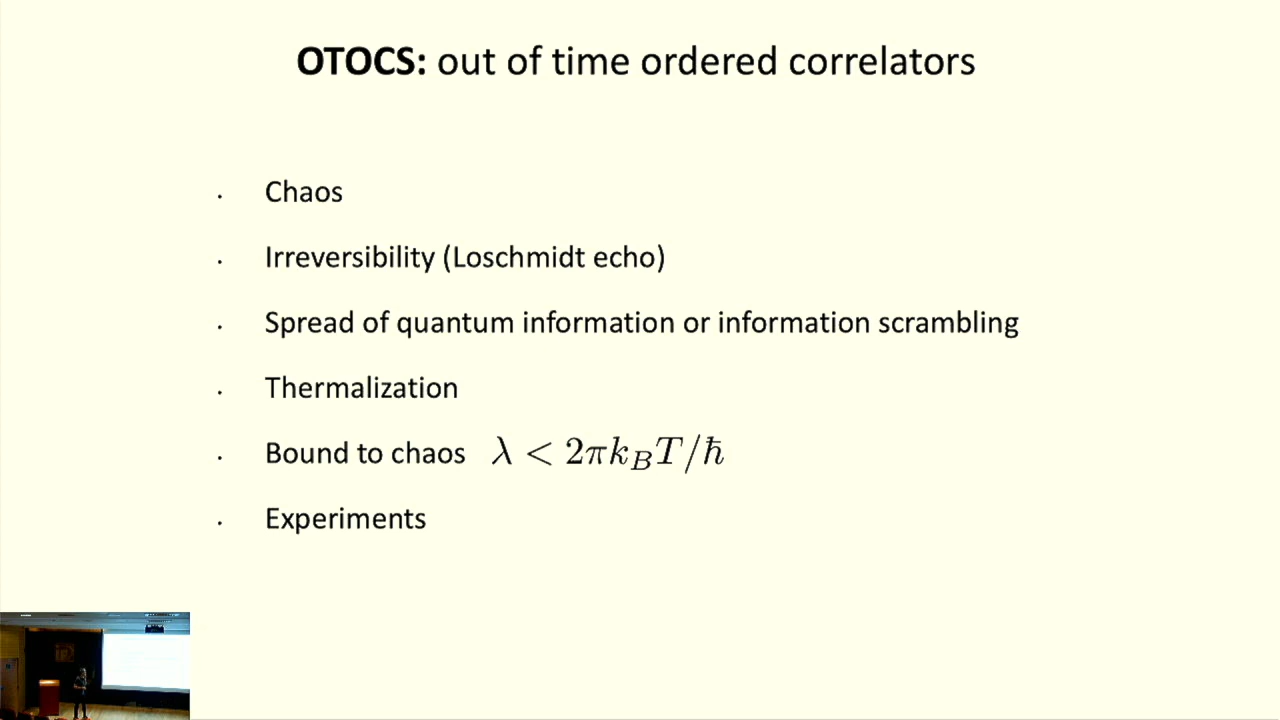 OTOCS: out of time ordered correlators
· Chaos
· Irreversibility (Loschmidt echo)
· Spread of quantum information or information scrambling
· Thermalization
· Bound to chaos λ < 2πk_BT/ħ
· Experiments